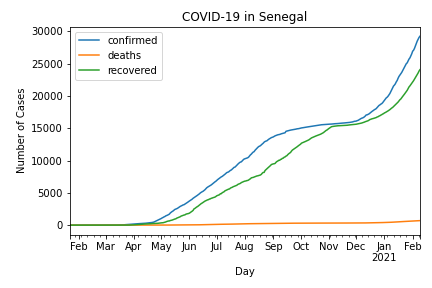 COVID-19 in Senegal
30000
25000
20000
15000
10000
5000
0
Number of Cases
confirmed
deaths
recovered
Feb Mar Apr May Jun Jul Aug Sep Oct Nov Dec Jan Feb
2021
Day